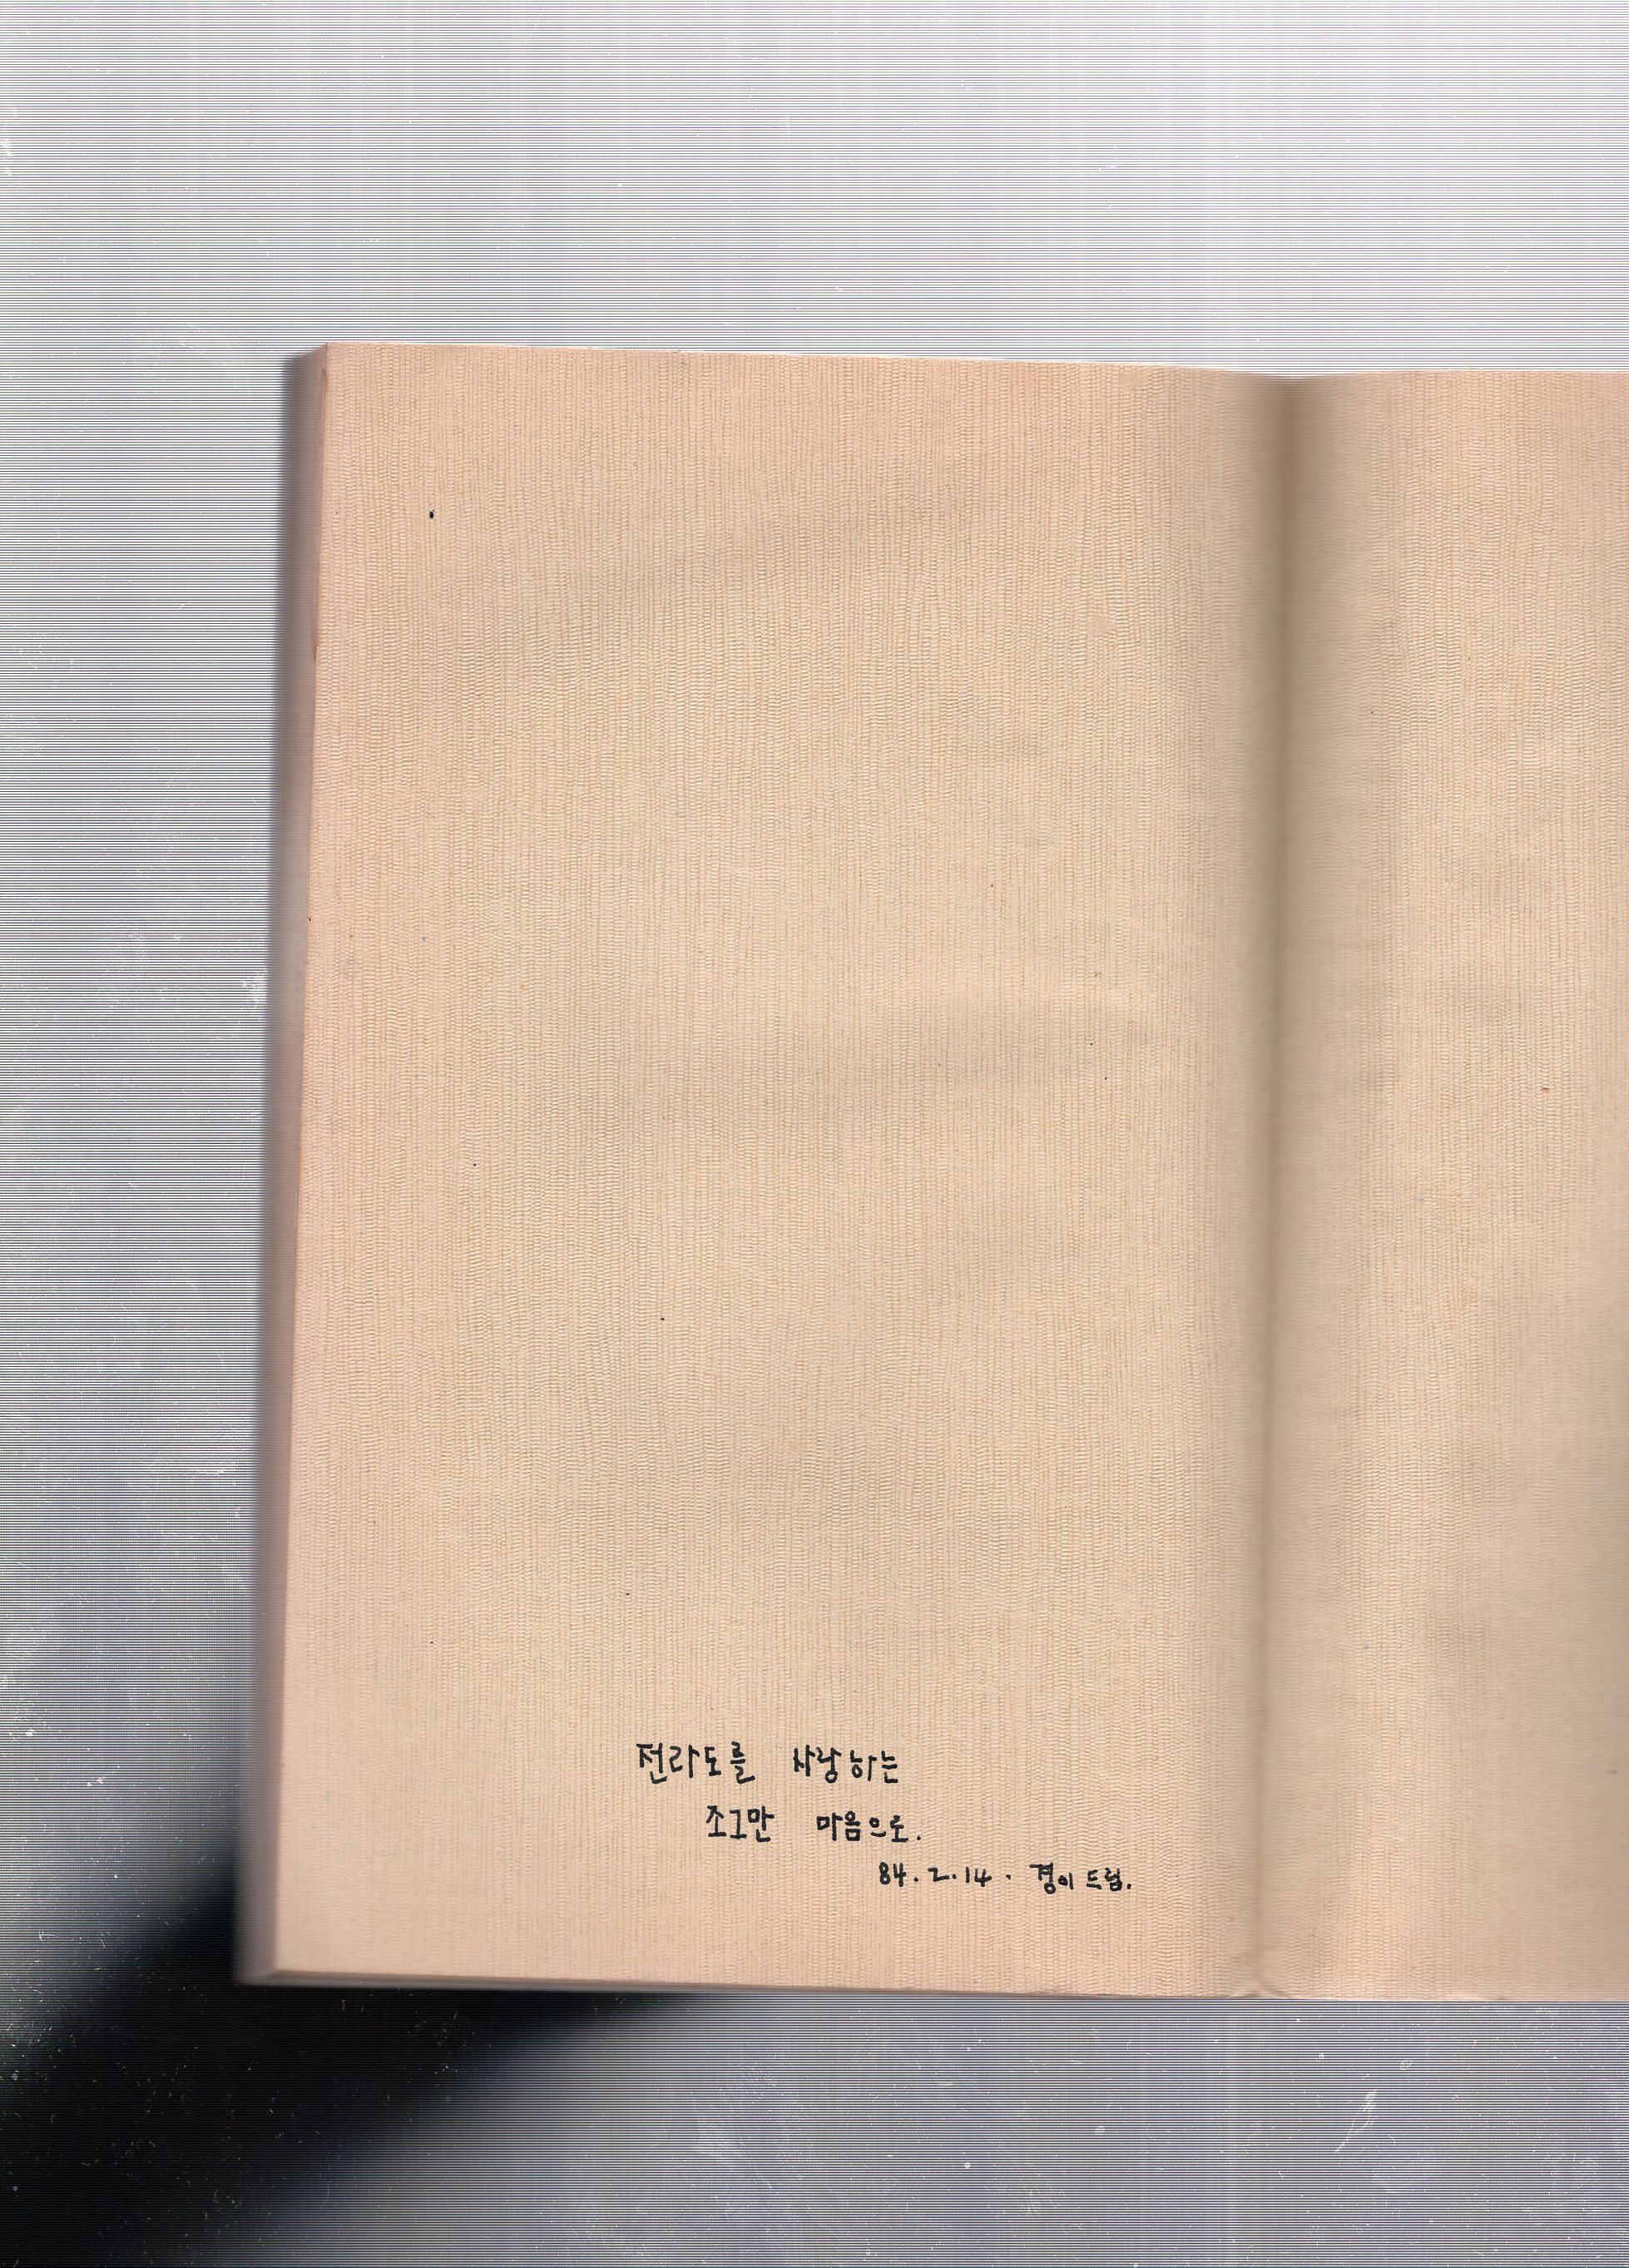 전라도를 사랑하는
조그만 마음으로.
84.2.14. 경이 드림.